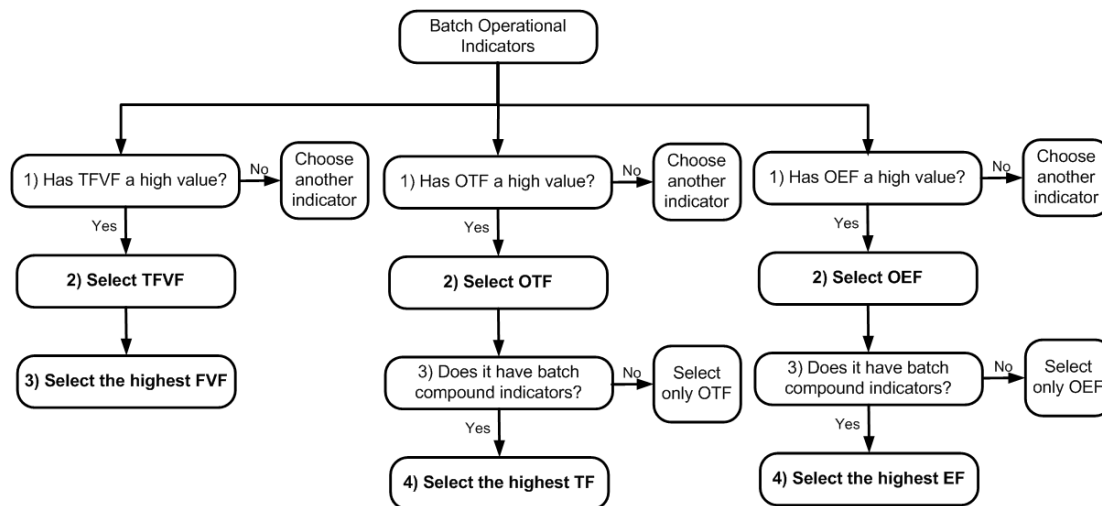 Batch Operational
Indicators
1) Has TFVF a high value?
No
Choose
another
indicator
Yes
2) Select TFVF
3) Select the highest FVF
1) Has OTF a high value?
No
Choose
another
indicator
Yes
2) Select OTF
3) Does it have batch
compound indicators?
No
Select
only OTF
Yes
4) Select the highest TF
1) Has OEF a high value?
No
Choose
another
indicator
Yes
2) Select OEF
3) Does it have batch
compound indicators?
No
Select
only OEF
Yes
4) Select the highest EF